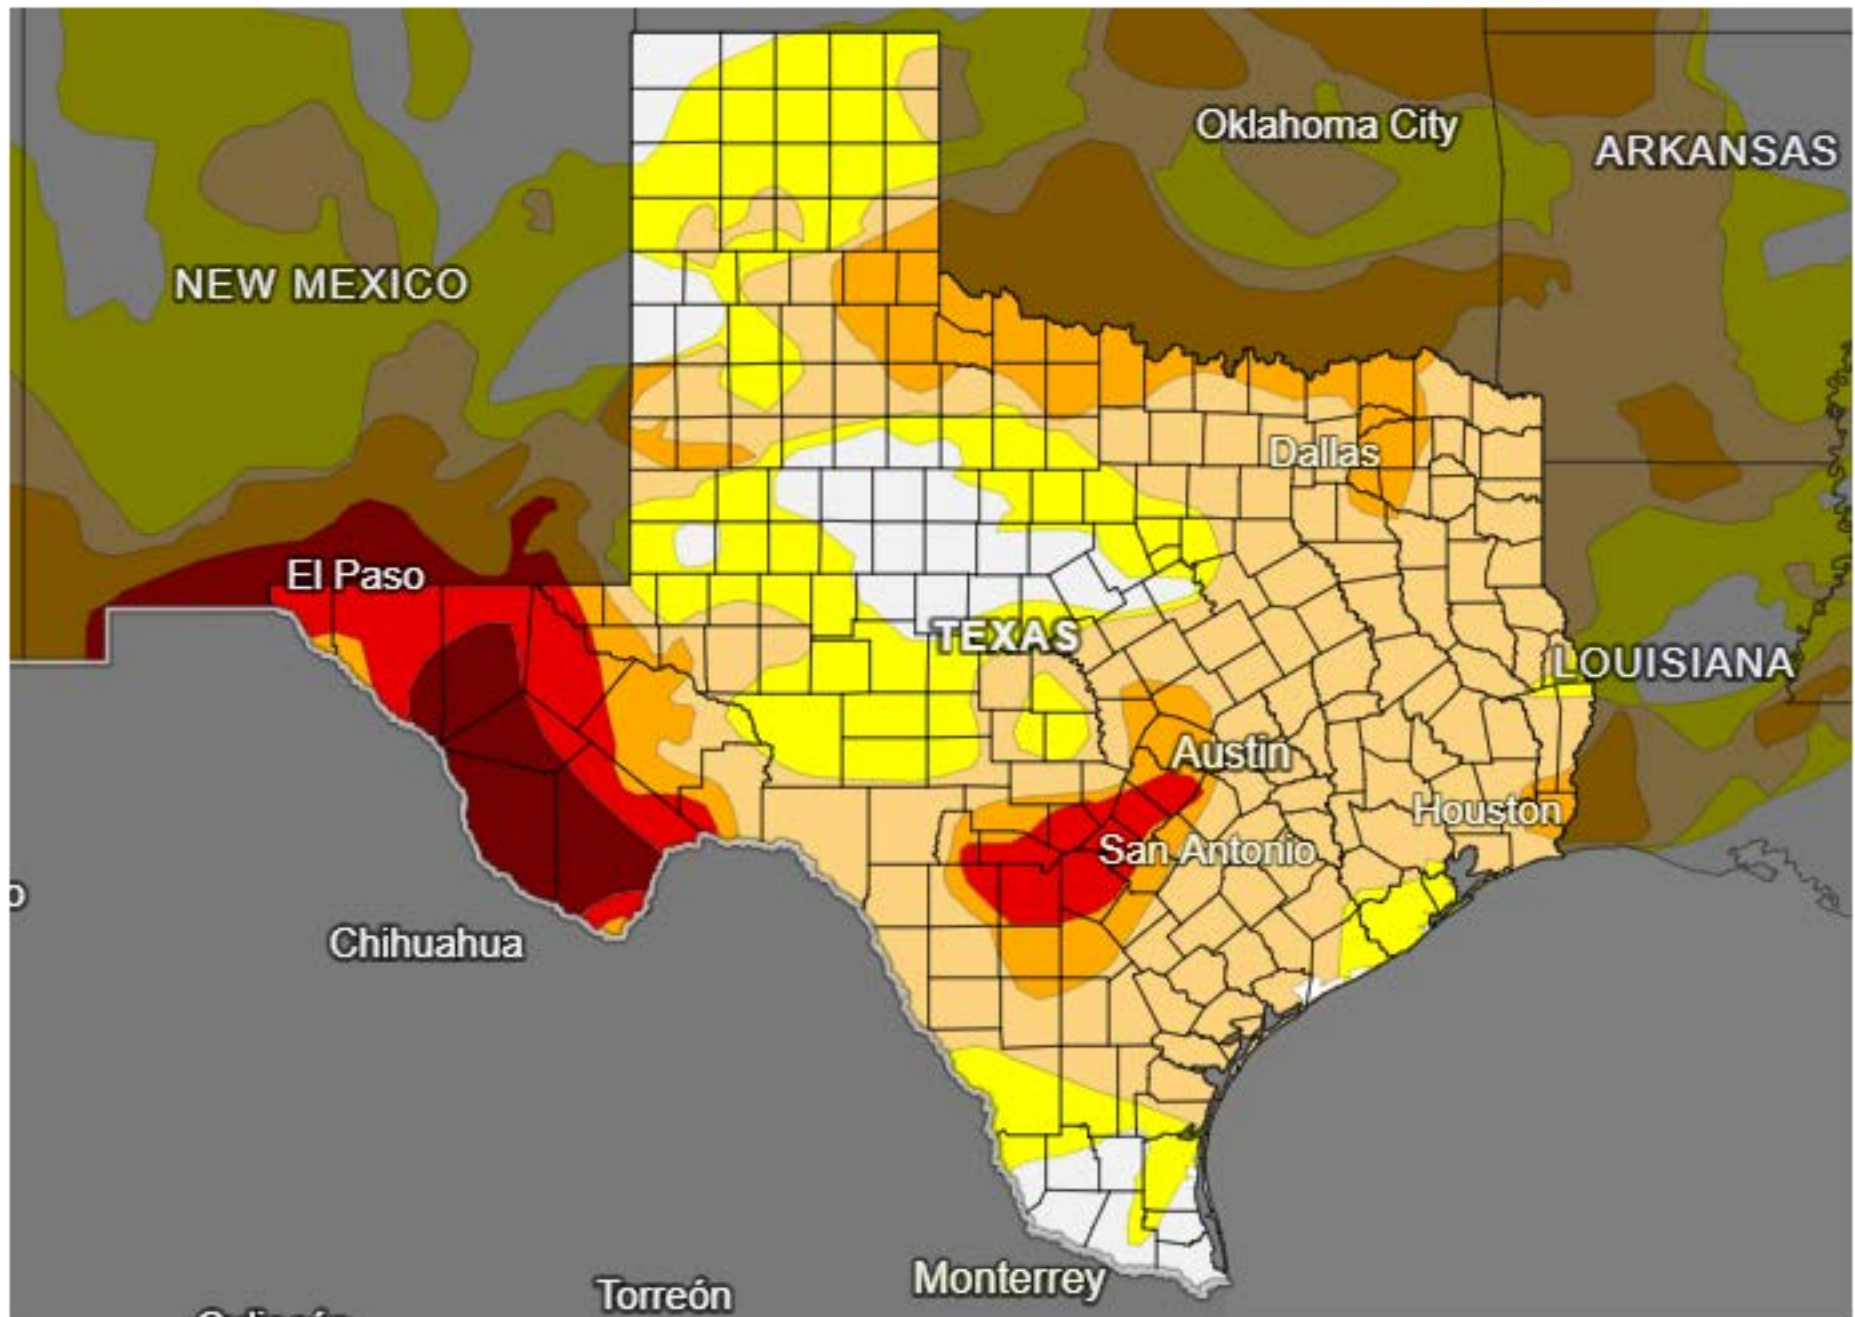 Oklahoma City
ARKANSAS
NEW MEXICO
Dallas
El Paso
TEXAS
LOUISIANA
Austin
Houston
San Antonio
o
Chihuahua
Monterrey
Torreón